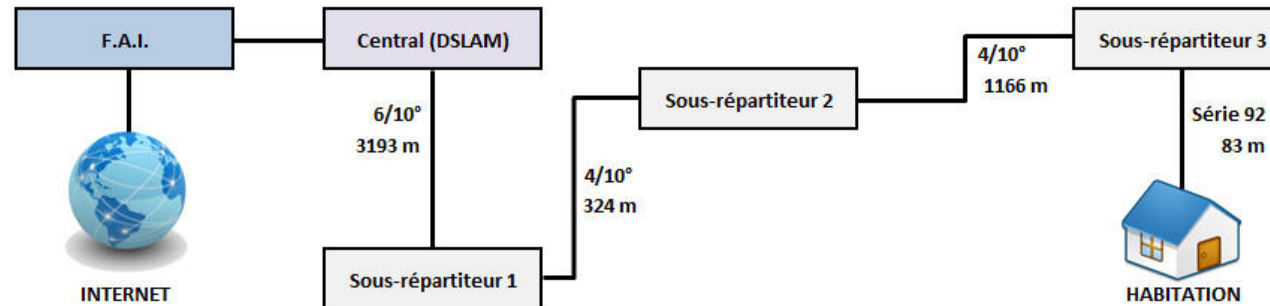 F.A.I.
Central (DSLAM)
Sous-répartiteur 3
4/10°
1166 m
Sous-répartiteur 2
6/10°
3193 m
Série 92
83 m
4/10°
324 m
Sous-répartiteur 1
INTERNET
HABITATION